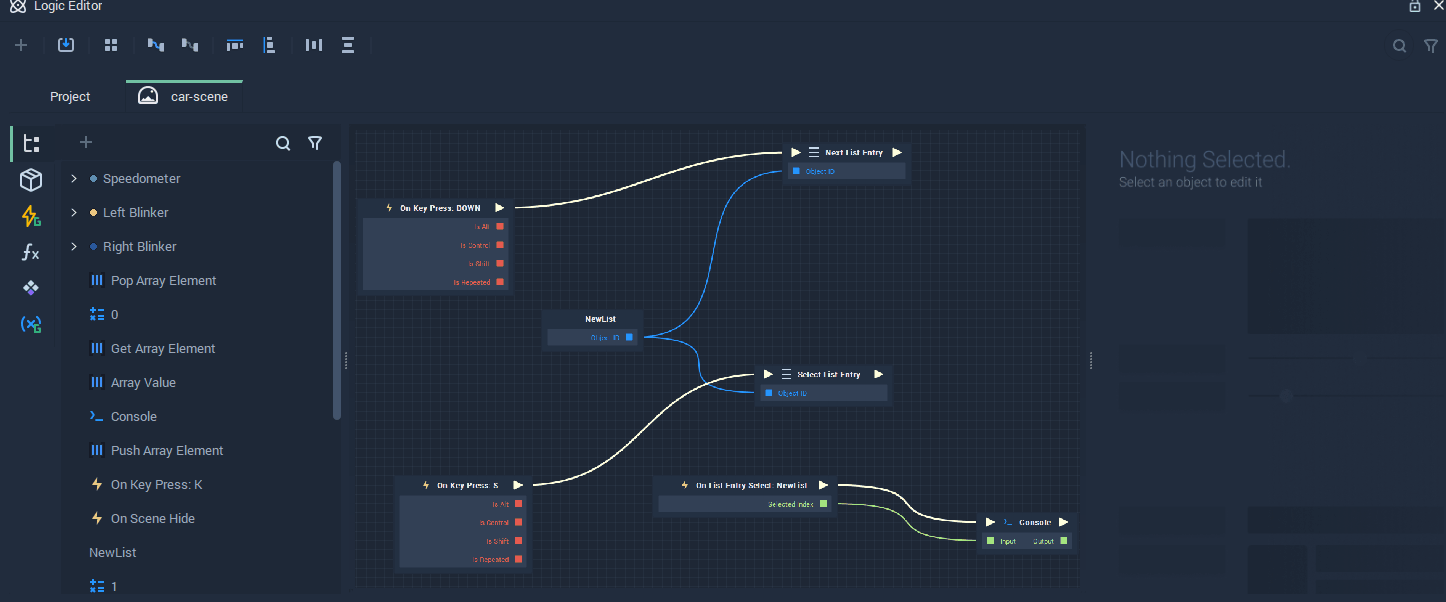 Logic Editor
Project
car-scene
Speedometer
Left Blinker
Right Blinker
Pop Array Element
0
Get Array Element
Array Value
Console
Push Array Element
On Key Press: K
On Scene Hide
NewList
1
Next List Entry
Object ID
On Key Press: DOWN
Is Alt
Is Control
Is Shift
Is Repeated
NewList
Object ID
Select List Entry
Object ID
On Key Press: S
Is Alt
Is Control
Is Shift
Is Repeated
On List Entry Select: NewList
Selected Index
Console
Input Output
Nothing Selected.
Select an object to edit it